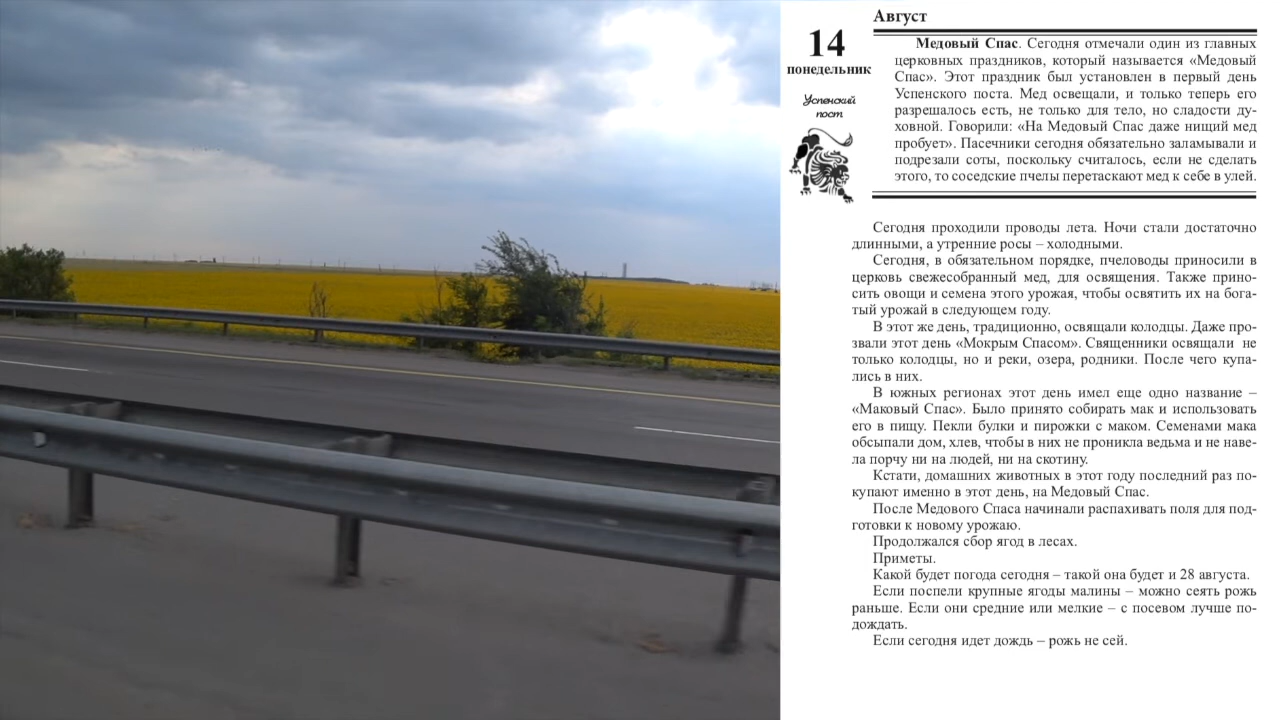 Август
14
понедельник
Успенский
пост
Медовый Спас. Сегодня отмечали один из главных
церковных праздников, который называется «Медовый
Спас». Этот праздник был установлен в первый день
Успенского поста. Мед освещали, и только теперь его
разрешалось есть, не только для тело, но сладости ду-
ховной. Говорили: «На Медовый Спас даже нищий мед
пробует». Пасечники сегодня обязательно заламывали и
подрезали соты, поскольку считалось, если не сделать
этого, то соседские пчелы перетаскают мед к себе в улей.
Сегодня проходили проводы лета. Ночи стали достаточно
длинными, а утренние росы – холодными.
Сегодня, в обязательном порядке, пчеловоды приносили в
церковь свежесобранный мед, для освящения. Также прино-
сить овощи и семена этого урожая, чтобы освятить их на бога-
тый урожай в следующем году.
В этот же день, традиционно, освящали колодцы. Даже про-
звали этот день «Мокрым Спасом». Священники освящали не
только колодцы, но и реки, озера, родники. После чего купа-
лись в них.
В южных регионах этот день имел еще одно название –
«Маковый Спас». Было принято собирать мак и использовать
его в пищу. Пекли булки и пирожки с маком. Семенами мака
обсыпали дом, хлев, чтобы в них не проникла ведьма и не наве-
ла порчу ни на людей, ни на скотину.
Кстати, домашних животных в этот году последний раз по-
купают именно в этот день, на Медовый Спас.
После Медового Спаса начинали распахивать поля для под-
готовки к новому урожаю.
Продолжался сбор ягод в лесах.
Приметы.
Какой будет погода сегодня – такой она будет и 28 августа.
Если поспели крупные ягоды малины – можно сеять рожь
раньше. Если они средние или мелкие – с посевом лучше по-
дождать.
Если сегодня идет дождь – рожь не сей.